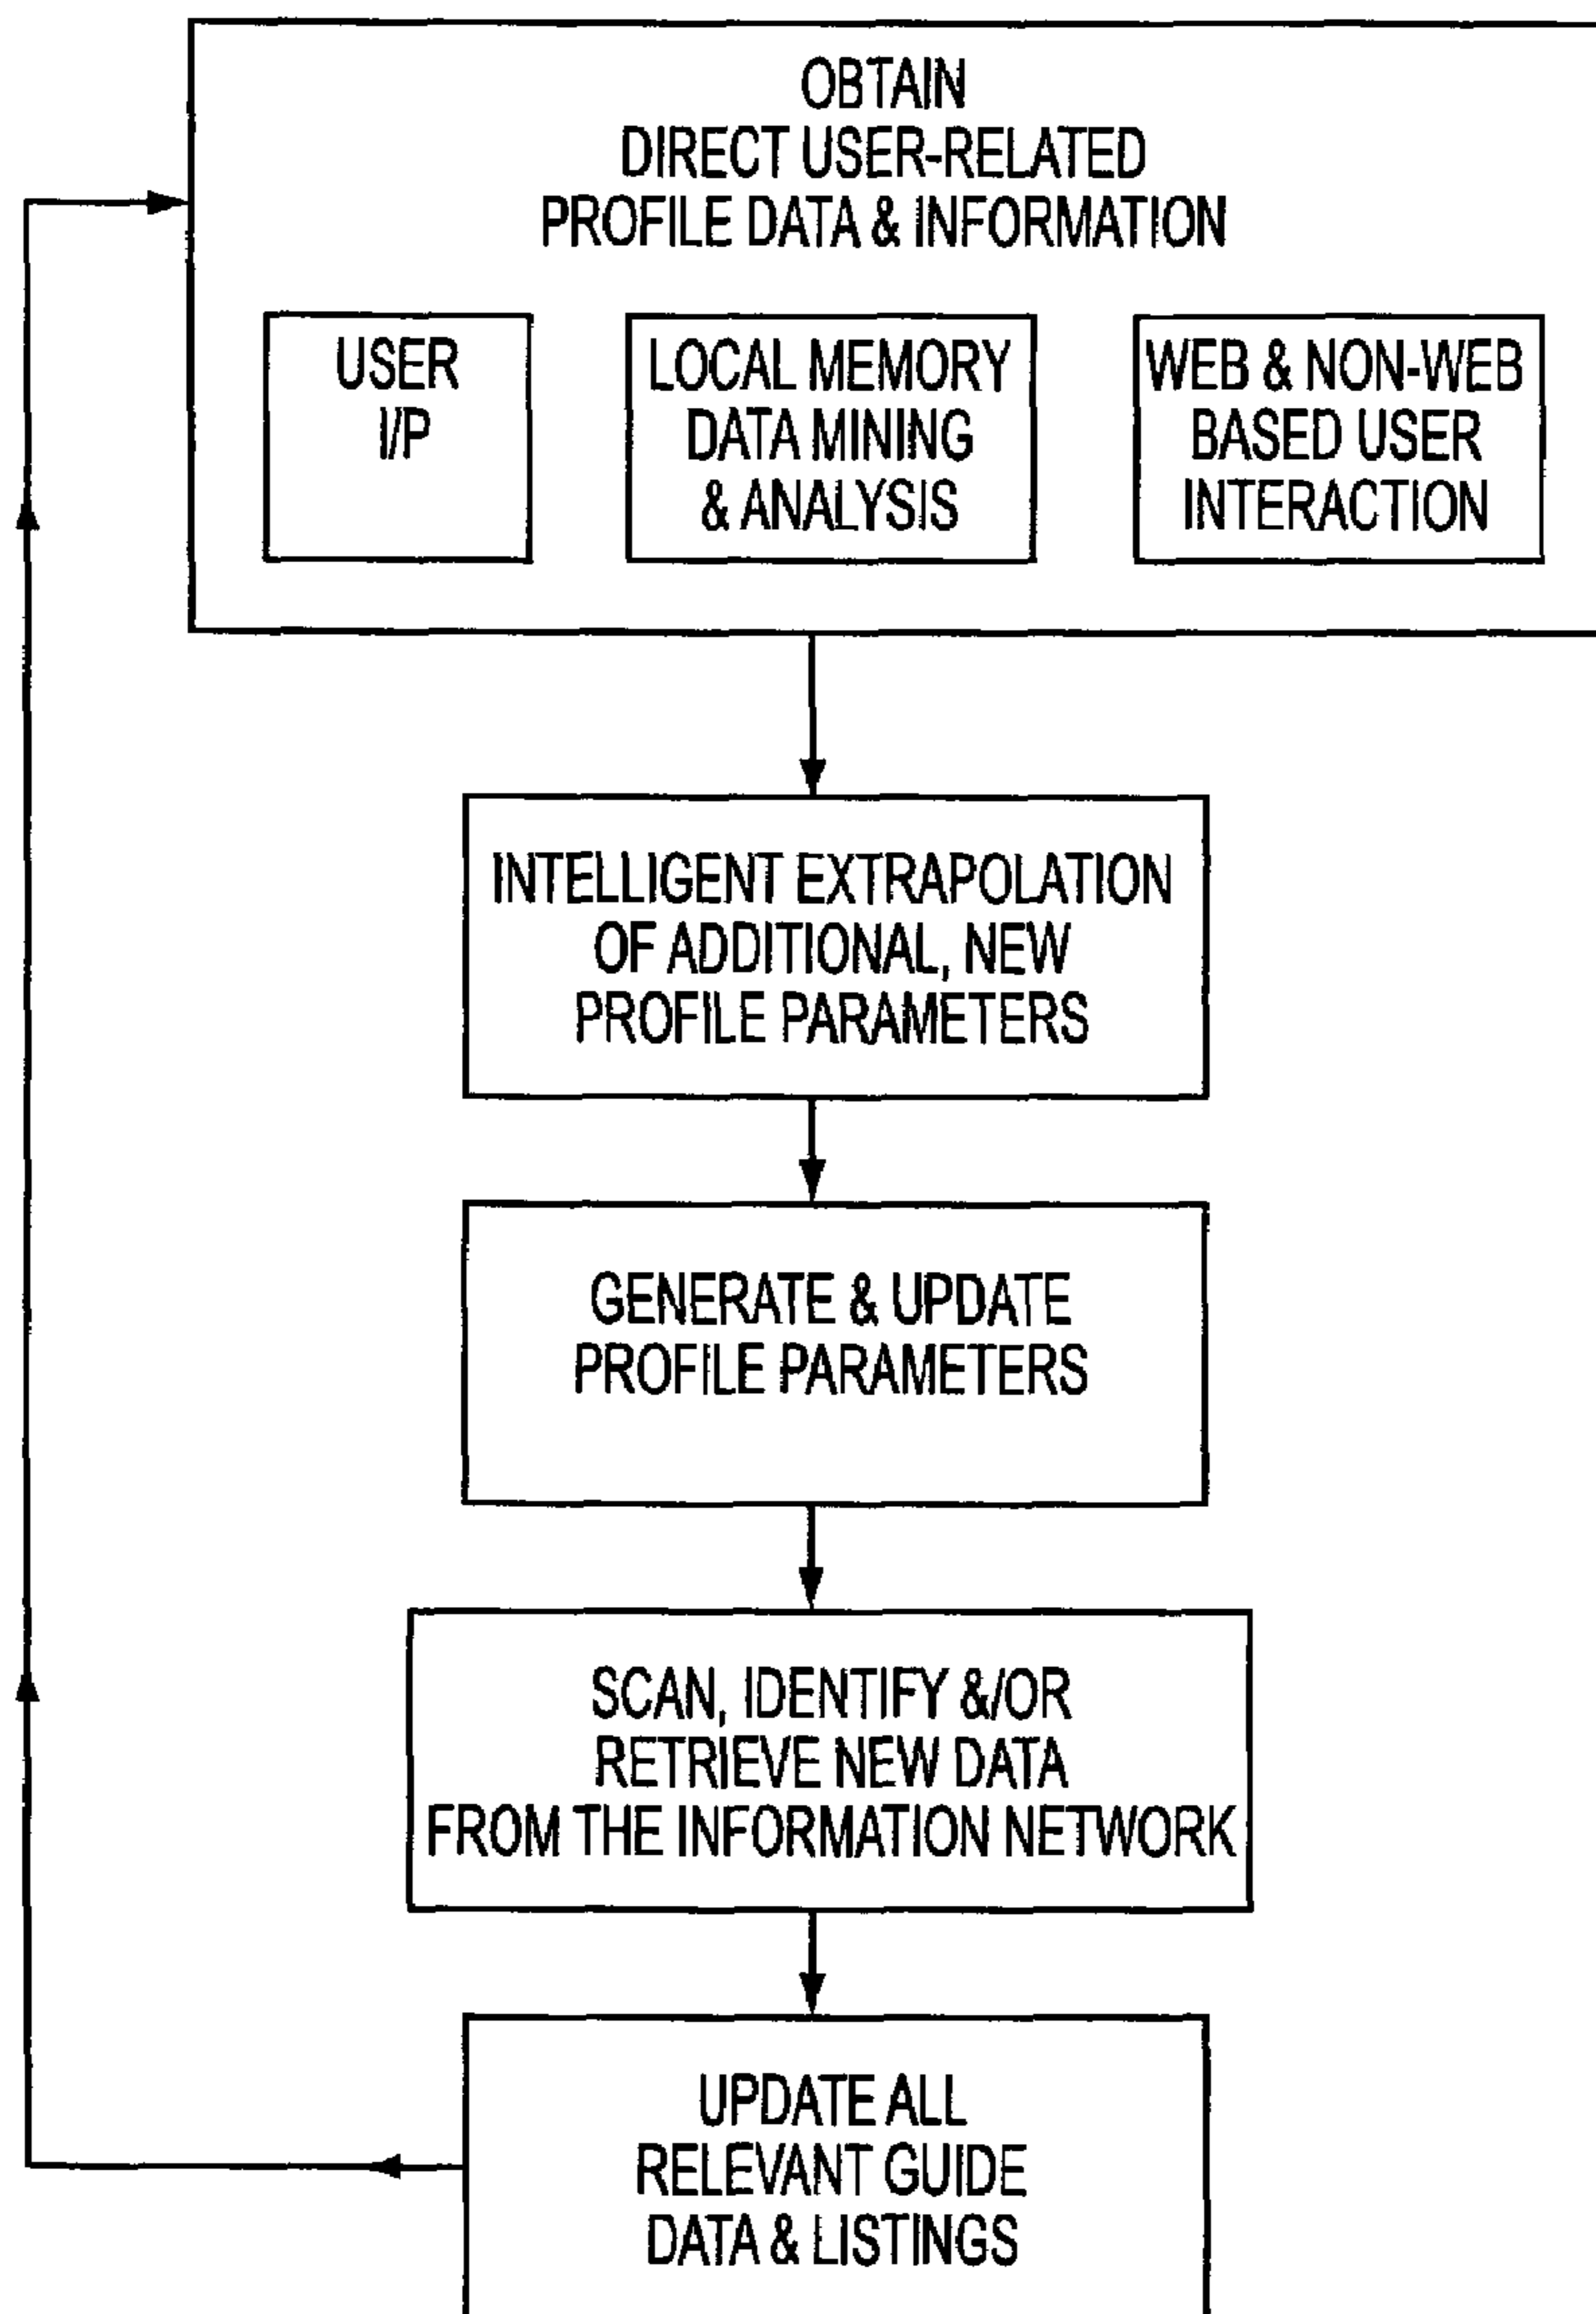 OBTAIN
DIRECT USER-RELATED
PROFILE DATA & INFORMATION
USER
I/P
LOCAL MEMORY
DATA MINING
& ANALYSIS
WEB & NON-WEB
BASED USER
INTERACTION
INTELLIGENT EXTRAPOLATION
OF ADDITIONAL, NEW
PROFILE PARAMETERS
GENERATE & UPDATE
PROFILE PARAMETERS
SCAN, IDENTIFY &/OR
RETRIEVE NEW DATA
FROM THE INFORMATION NETWORK
UPDATE ALL
RELEVANT GUIDE
DATA & LISTINGS